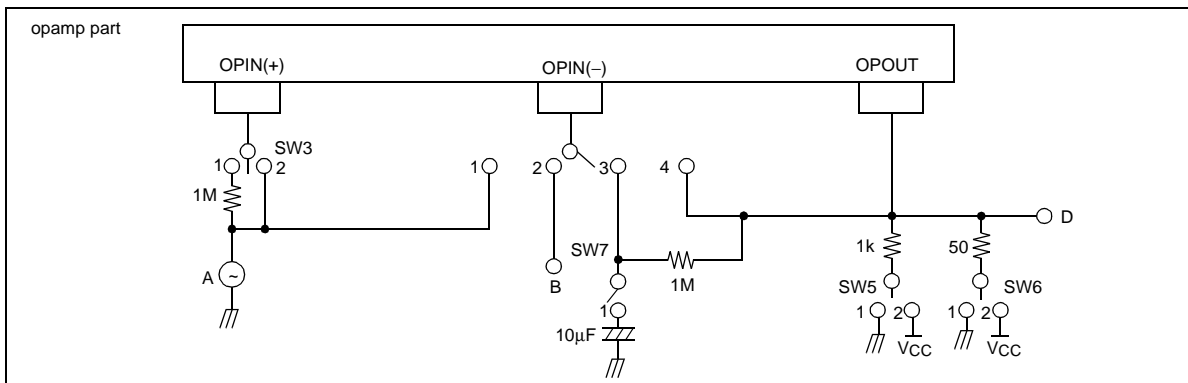 opamp part
OPIN(+)
OPIN(−)
OPOUT
SW3
1
2
1
2
3
4
1M
D
A
~
B
SW7
1M
1k
50
SW5
SW6
1
10μF
1
2
1
2
VCC
VCC